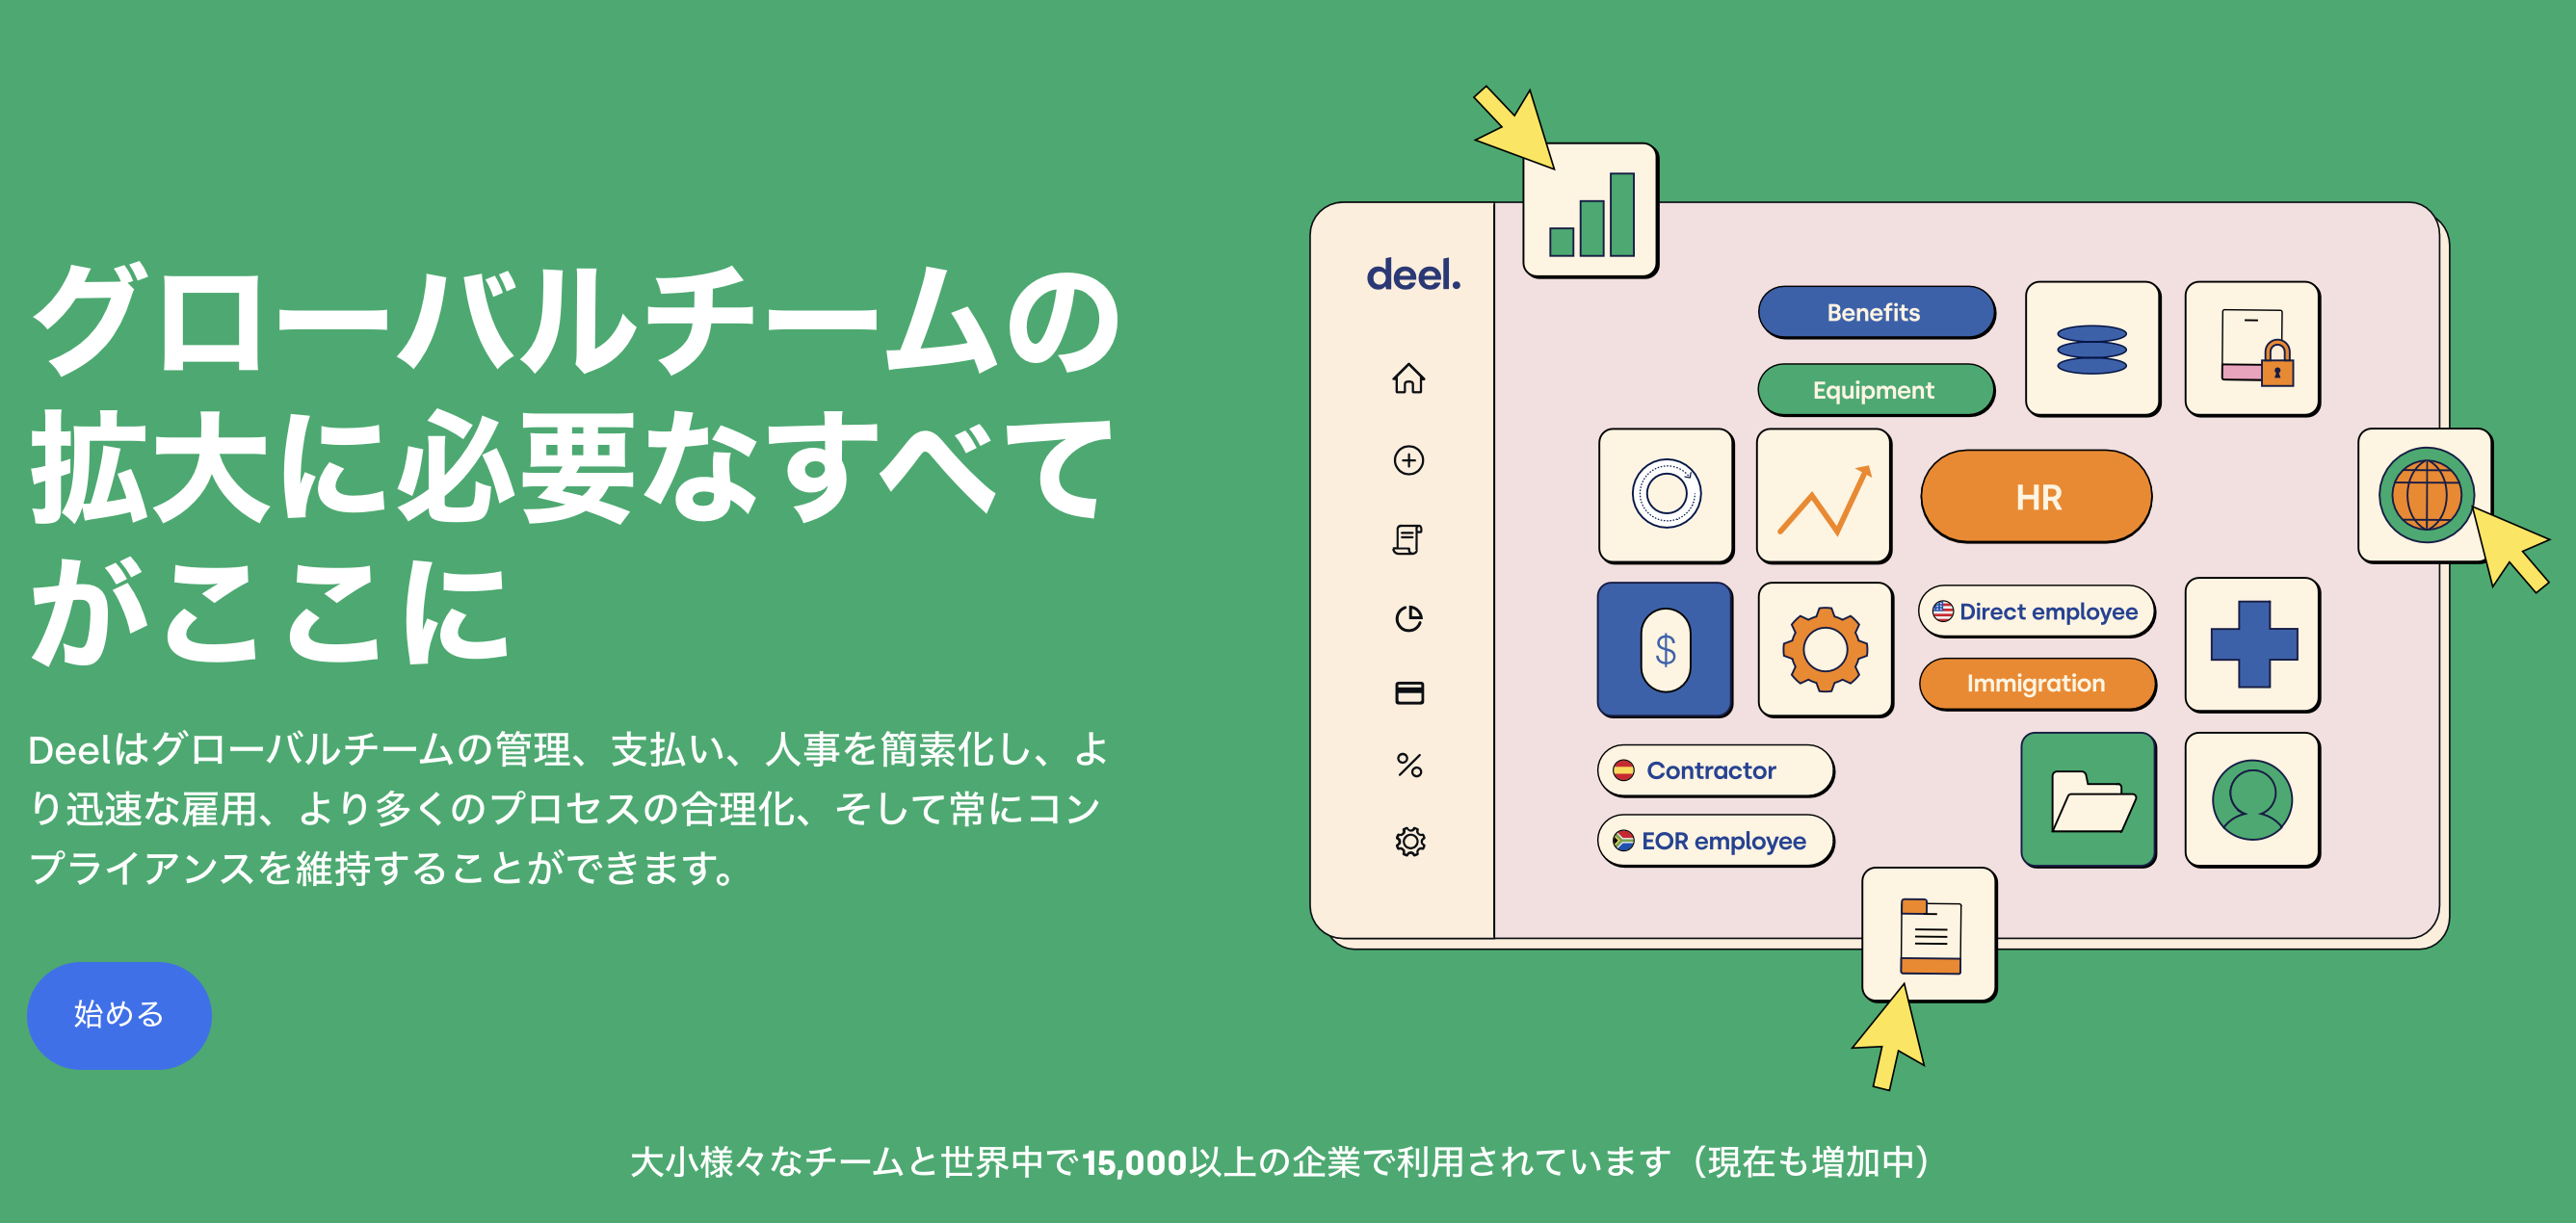 グローバルチームの
拡大に必要なすべて
がここに
Deelはグローバルチームの管理、支払い、人事を簡素化し、よ
り迅速な雇用、より多くのプロセスの合理化、そして常にコン
プライアンスを維持することができます。
始める
deel.
Benefits
Equipment
HR
$
Direct employee
Immigration
Contractor
EOR employee
大小様々なチームと世界中で15,000以上の企業で利用されています（現在も増加中）